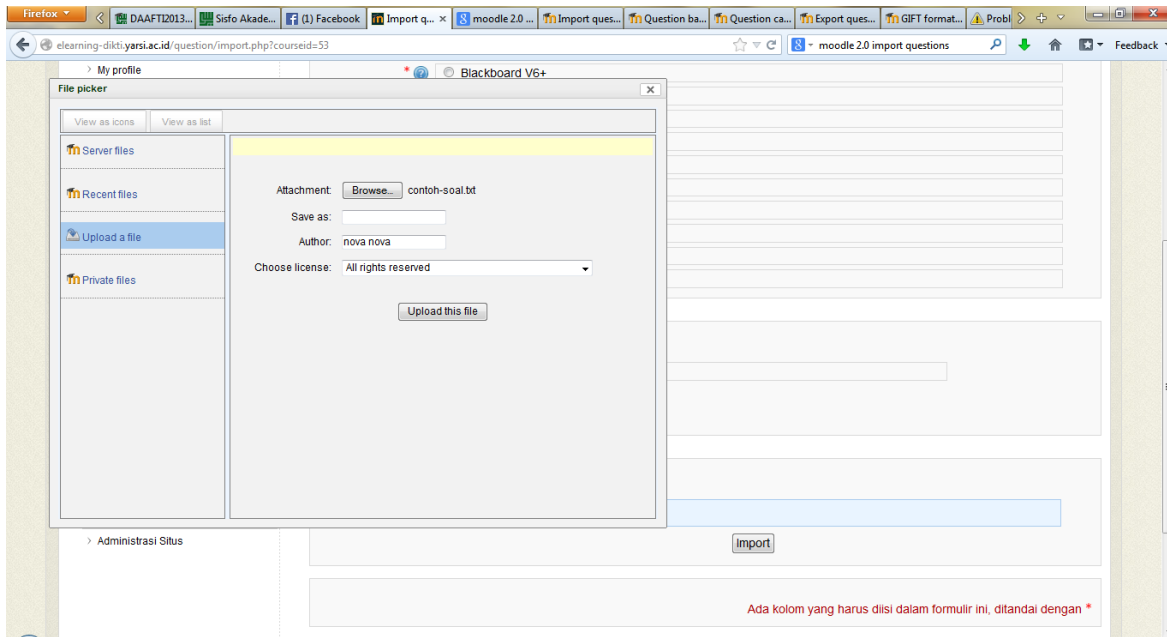 Firefox
DAAFTI2013...
Sisfo Akade...
(1) Facebook
Import q...
moodle 2.0 ...
Import ques...
Question ba...
Question ca...
Export ques...
GIFT format...
Probl
elearning-dikti.yarsi.ac.id/question/import.php?courseid=53
moodle 2.0 import questions
Feedback
My profile
* Blackboard V6+
File picker
View as icons View as list
Server files
Recent files
Upload a file
Private files
Attachment: Browse... contoh-soal.txt
Save as:
Author: nova nova
Choose license: All rights reserved
Upload this file
Administrasi Situs
Import
Ada kolom yang harus diisi dalam formulir ini, ditandai dengan *